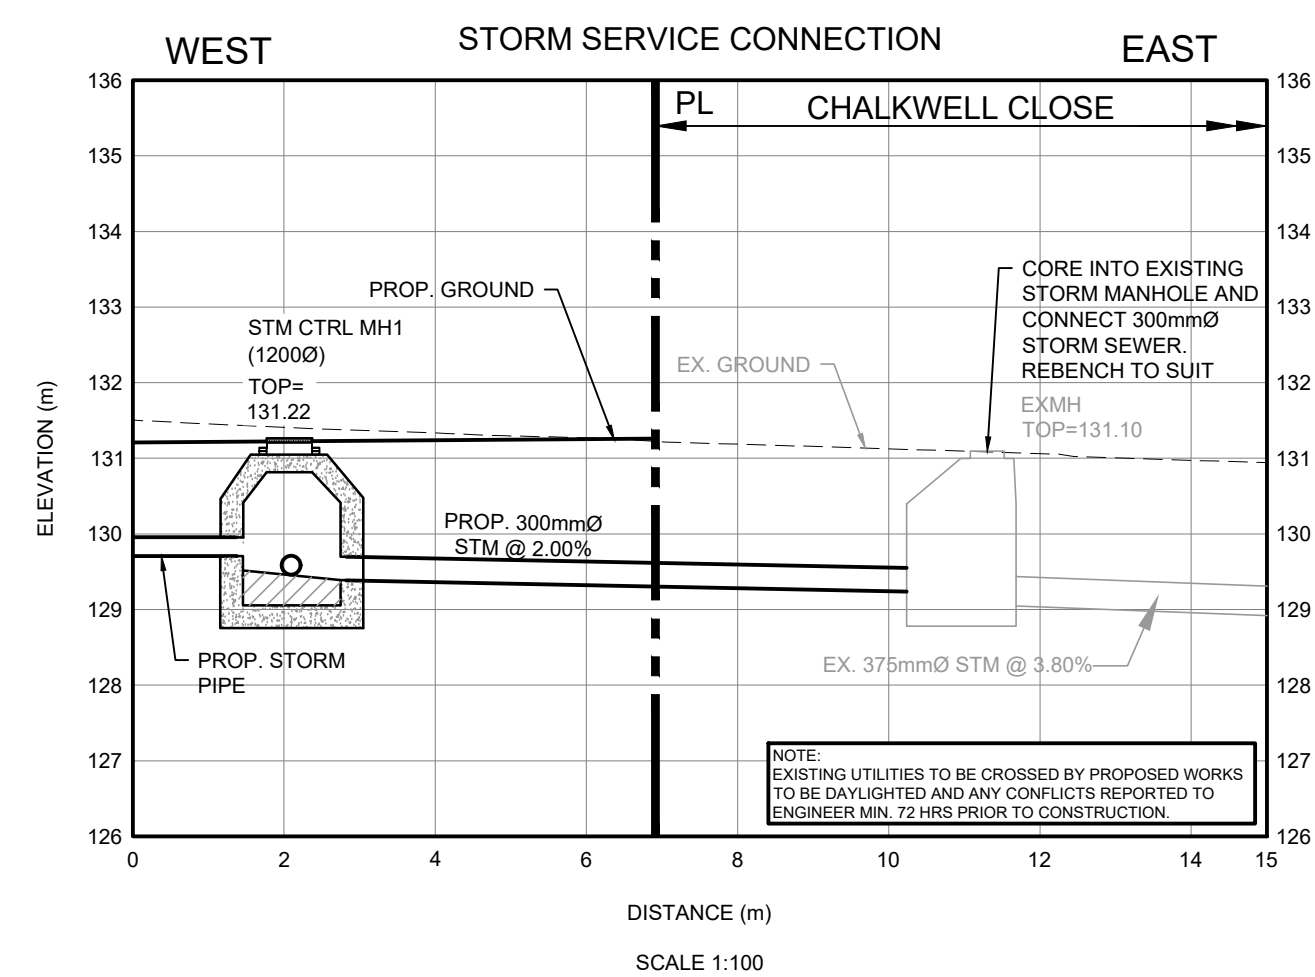 STORM SERVICE CONNECTION
WEST
EAST
136
136
PL
CHALKWELL CLOSE
135
135
134
134
CORE INTO EXISTING
STORM MANHOLE AND
CONNECT 300mmØ
STORM SEWER.
REBENCH TO SUIT
PROP. GROUND
133
133
STM CTRL MH1
(1200Ø)
TOP=
131.22
EX. GROUND
132
132
EXMH
TOP=131.10
131
131
ELEVATION (m)
PROP. 300mmØ
STM @ 2.00%
130
130
129
129
PROP. STORM
PIPE
EX. 375mmØ STM @ 3.80%
128
128
127
127
NOTE:
EXISTING UTILITIES TO BE CROSSED BY PROPOSED WORKS
TO BE DAYLIGHTED AND ANY CONFLICTS REPORTED TO
ENGINEER MIN. 72 HRS PRIOR TO CONSTRUCTION.
126
126
0 2 4 6 8 10 12 14 15
DISTANCE (m)
SCALE 1:100